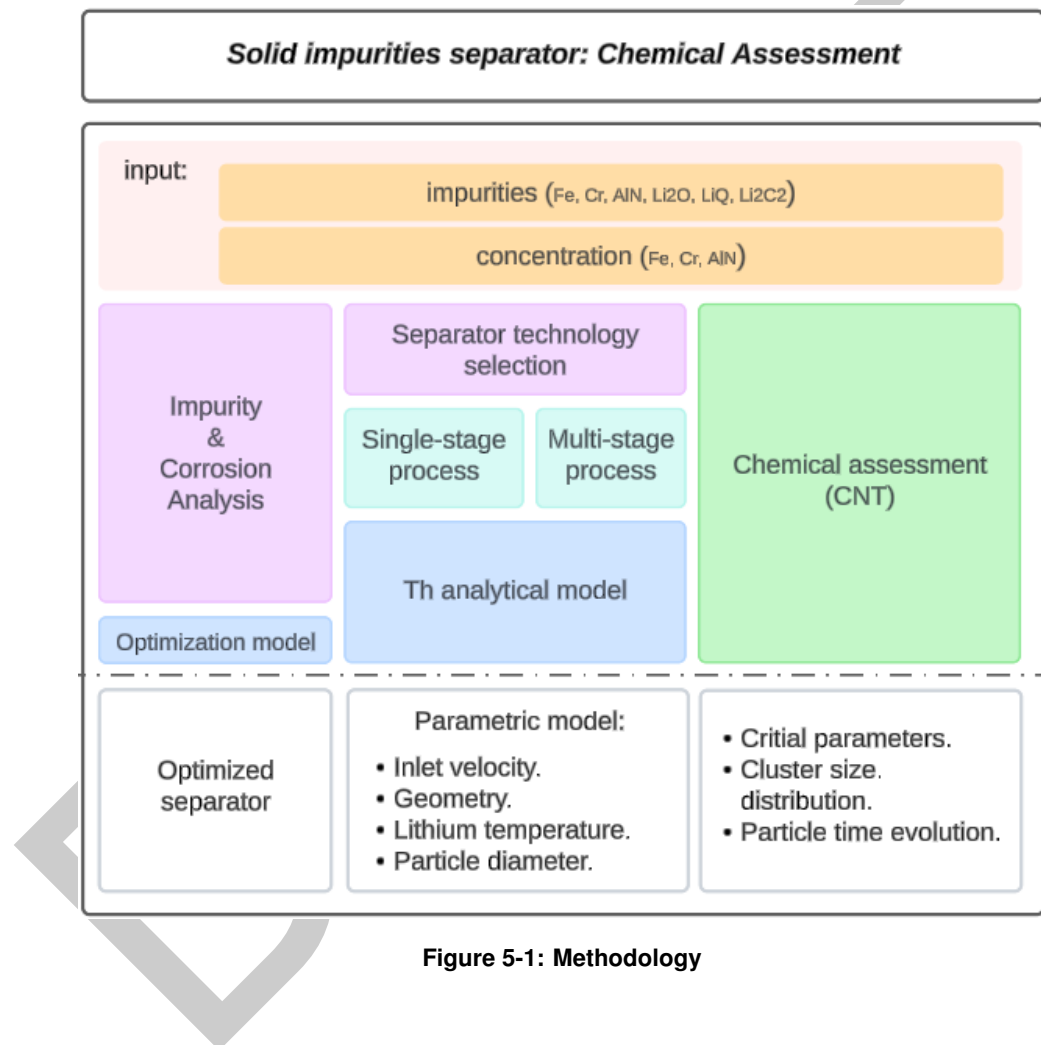 Solid impurities separator: Chemical Assessment
input:
impurities (Fe, Cr, AlN, Li2O, LiQ, Li2C2)
concentration (Fe, Cr, AlN)
Impurity
&
Corrosion
Analysis
Optimization model
Separator technology
selection
Single-stage
process
Multi-stage
process
Th analytical model
Chemical assessment
(CNT)
Optimized
separator
Parametric model:
• Inlet velocity.
• Geometry.
• Lithium temperature.
• Particle diameter.
• Critial parameters.
• Cluster size.
distribution.
• Particle time evolution.
Figure 5-1: Methodology